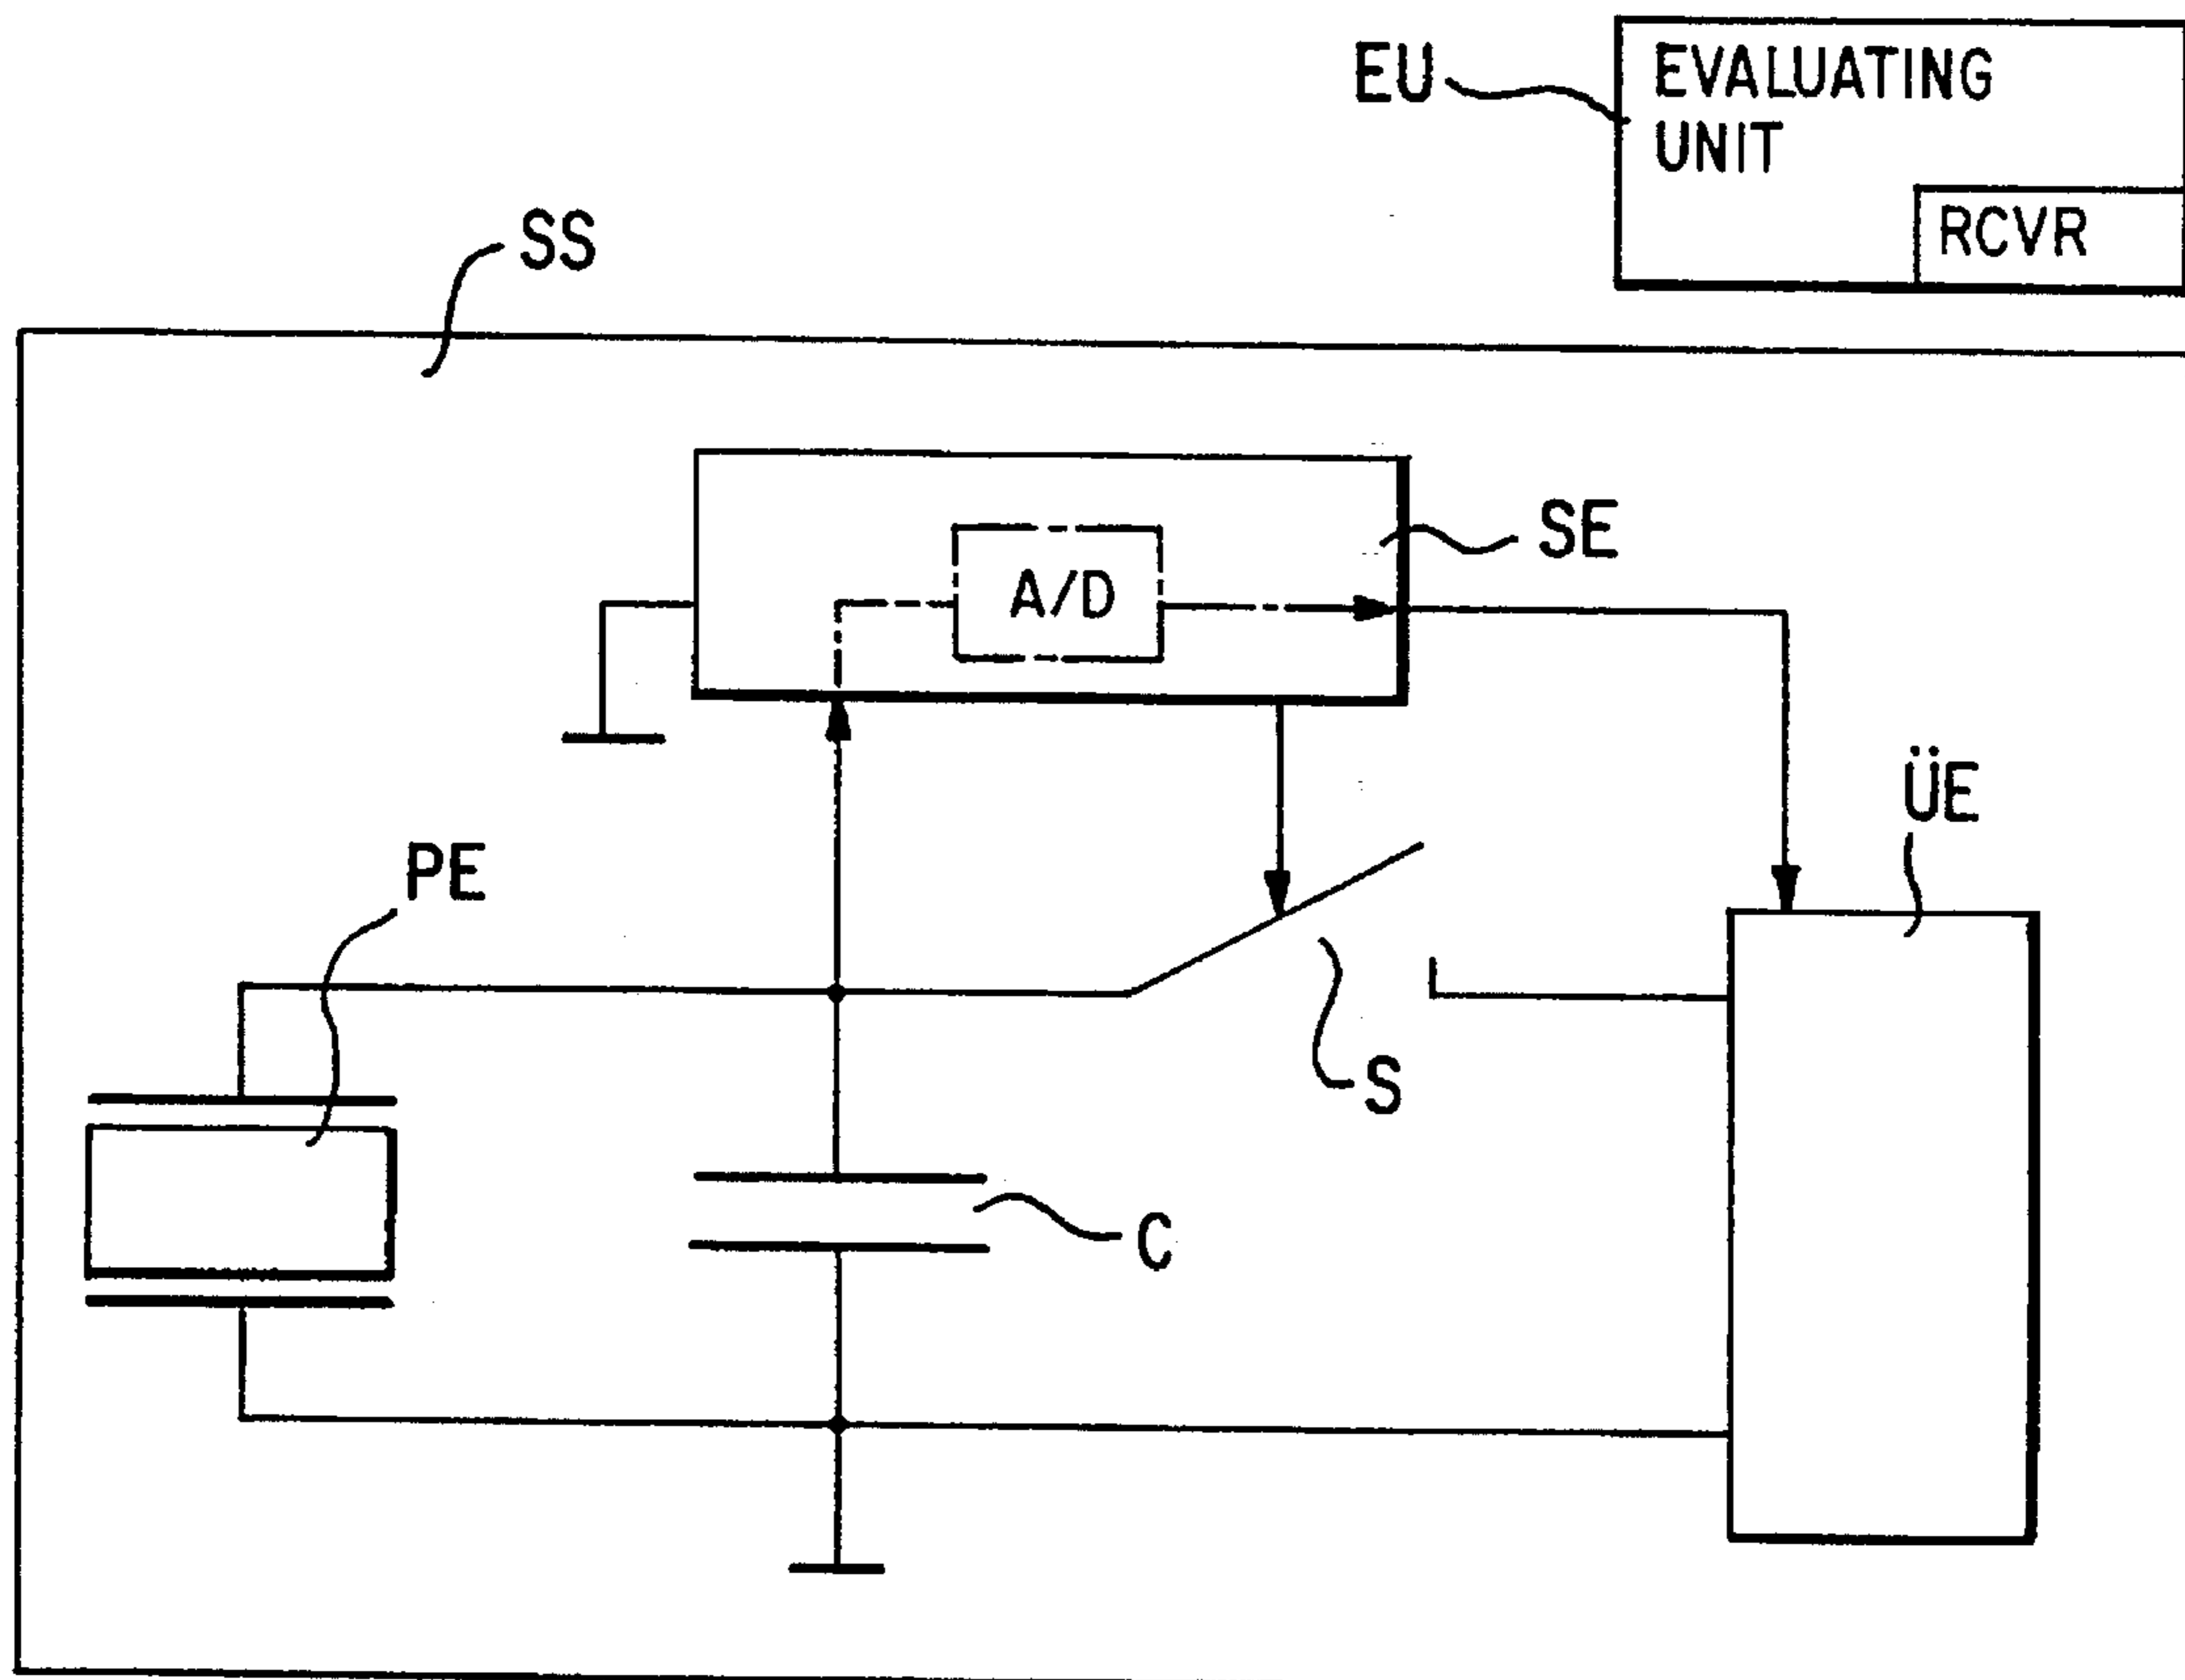 EU
EVALUATING
UNIT
RCVR
SS
SE
A/D
ÜE
PE
S
C